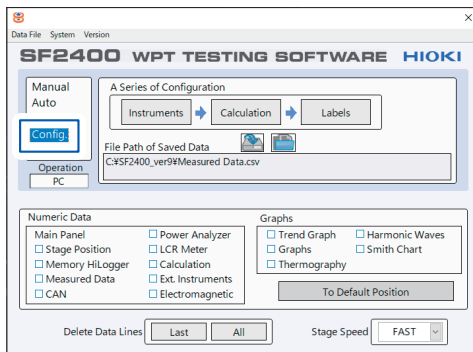 Data File System Version
SF2400 WPT TESTING SOFTWARE HIOKI
Manual
Auto
Config.
Operation
PC
A Series of Configuration
Instruments Calculation Labels
File Path of Saved Data
C:¥SF2400_ver9¥Measured Data.csv
Numeric Data
Main Panel
Stage Position
Memory HiLogger
Measured Data
CAN
Power Analyzer
LCR Meter
Calculation
Ext. Instruments
Electromagnetic
Graphs
Trend Graph
Graphs
Thermography
Harmonic Waves
Smith Chart
To Default Position
Delete Data Lines Last All
Stage Speed FAST